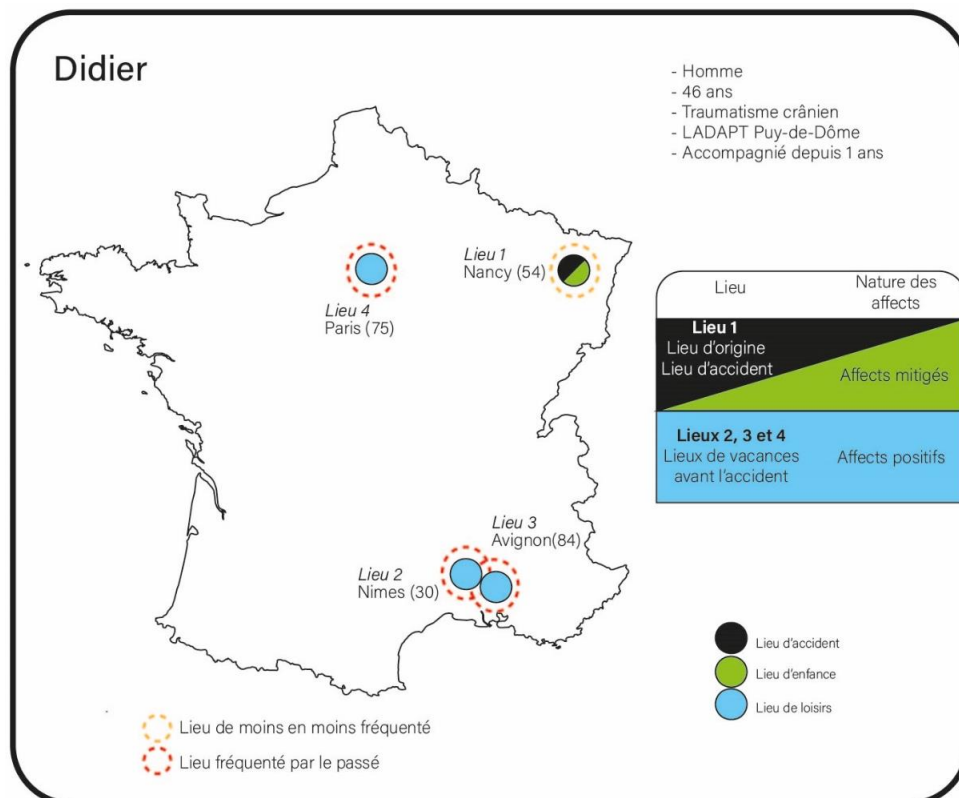 Didier
- Homme
- 46 ans
- Traumatisme crânien
- LADAPT Puy-de-Dôme
- Accompagnié depuis 1 ans
Lieu 1
Nancy (54)
Lieu 4
Paris (75)
Lieu
Nature des
affects
Lieu 1
Lieu d'origine
Lieu d'accident
Affects mitigés
Lieux 2, 3 et 4
Lieux de vacances
avant l'accident
Affects positifs
Lieu 3
Avignon(84)
Lieu 2
Nimes (30)
Lieu d'accident
Lieu d'enfance
Lieu de loisirs
Lieu de moins en moins fréquenté
Lieu fréquenté par le passé